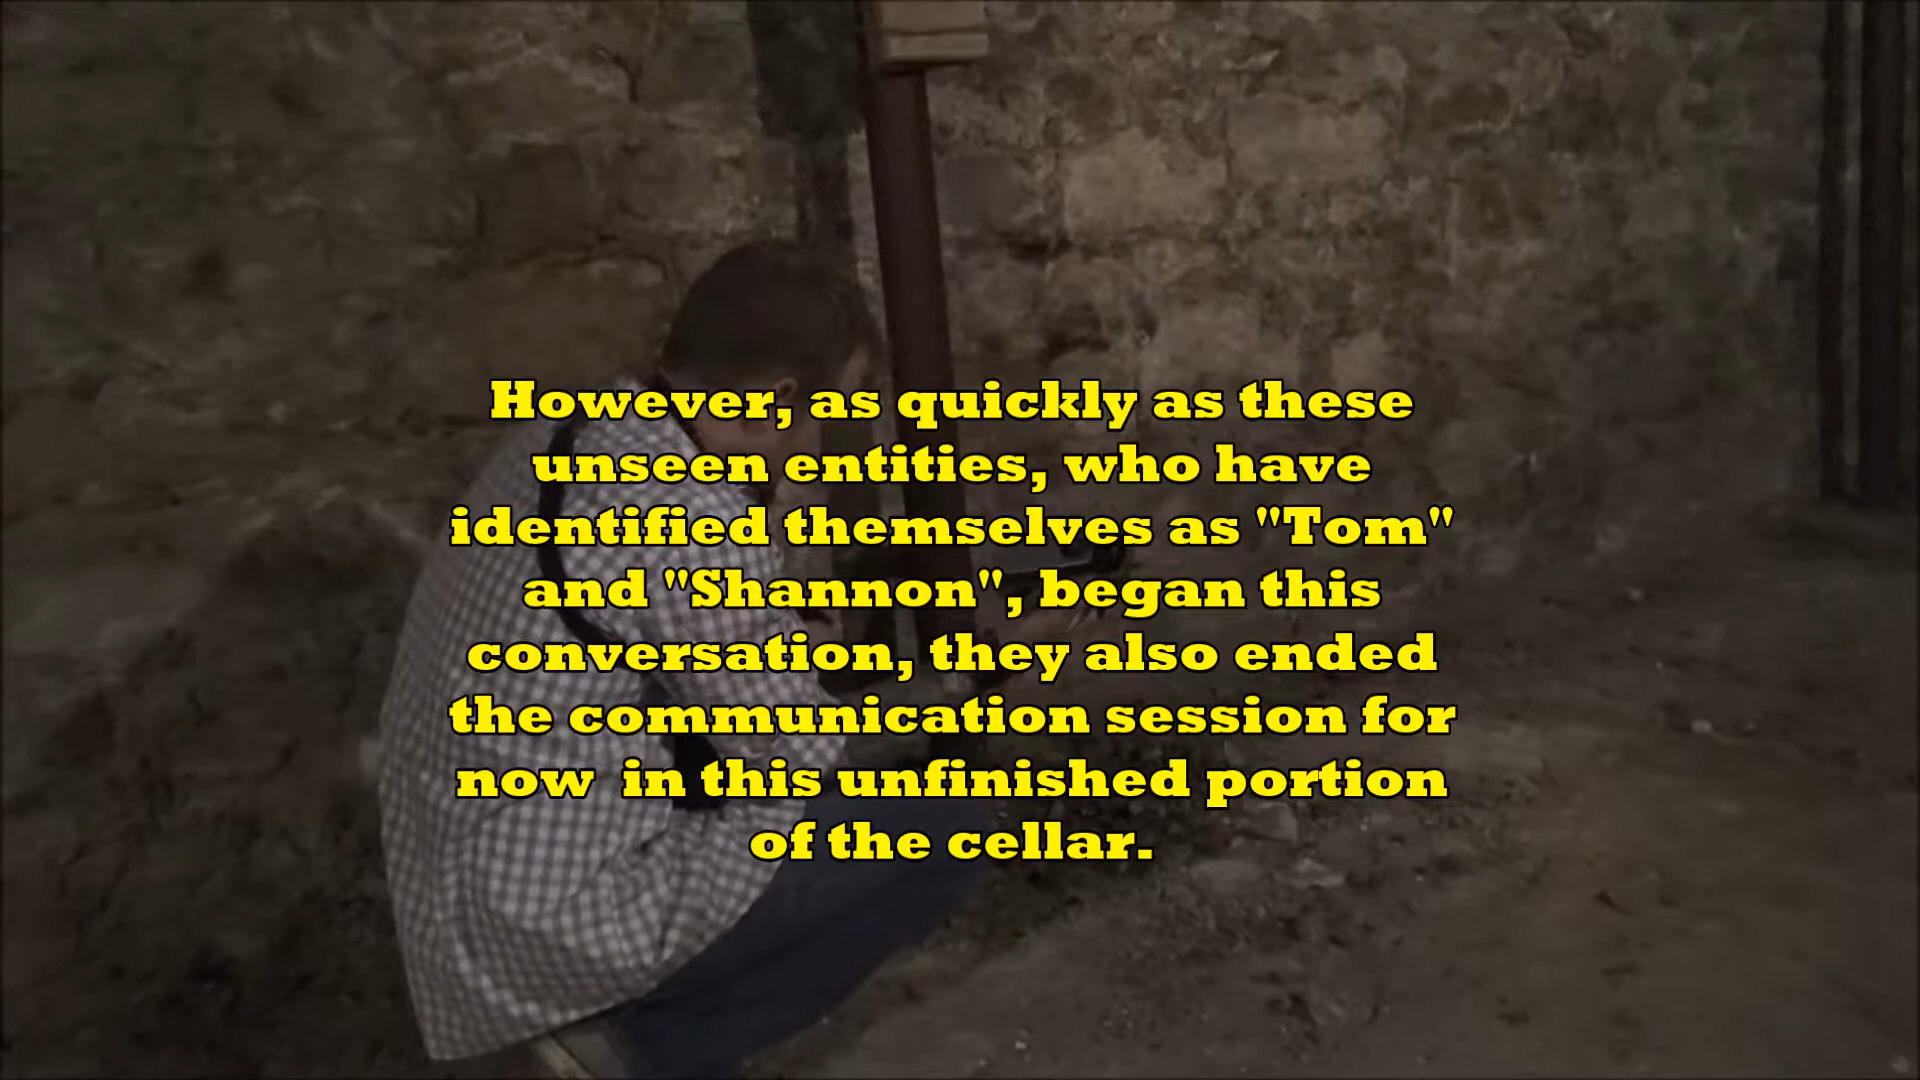 However, as quickly as these
unseen entities, who have
identified themselves as "Tom"
and "Shannon", began this
conversation, they also ended
the communication session for
now  in this unfinished portion
of the cellar.